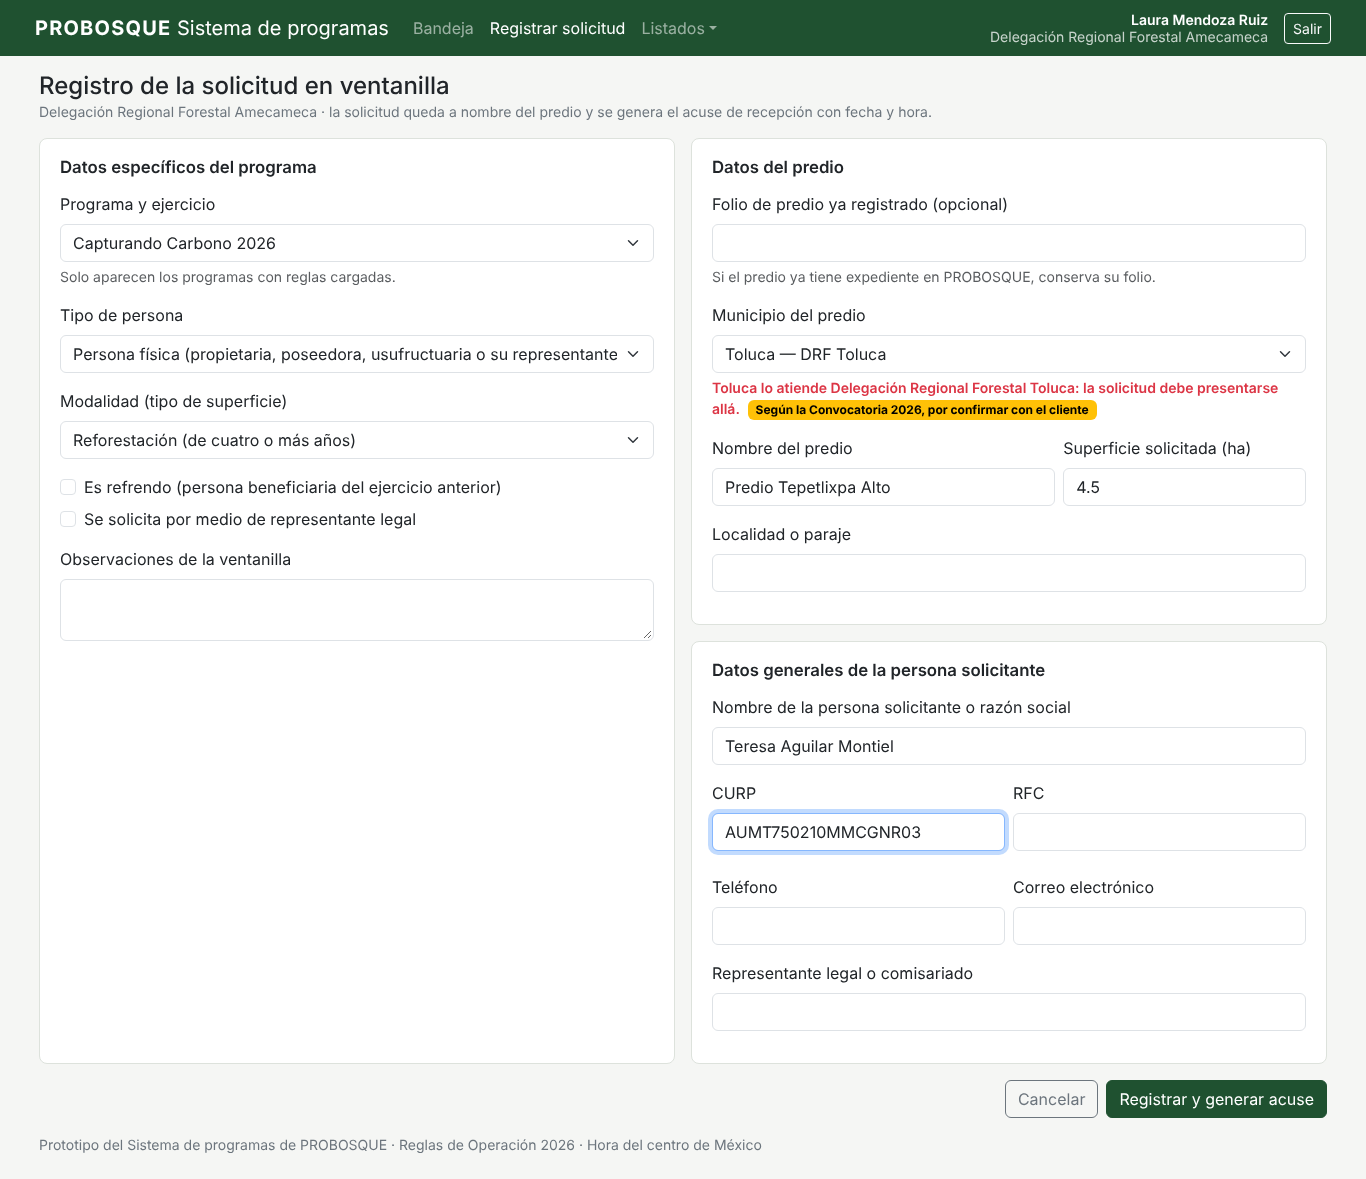 PROBOSQUE Sistema de programas
Bandeja
Registrar solicitud
Listados
Laura Mendoza Ruiz
Delegación Regional Forestal Amecameca
Salir
Registro de la solicitud en ventanilla
Delegación Regional Forestal Amecameca · la solicitud queda a nombre del predio y se genera el acuse de recepción con fecha y hora.
Datos específicos del programa
Programa y ejercicio
Capturando Carbono 2026
Solo aparecen los programas con reglas cargadas.
Tipo de persona
Persona física (propietaria, poseedora, usufructuaria o su representante
Modalidad (tipo de superficie)
Reforestación (de cuatro o más años)
Es refrendo (persona beneficiaria del ejercicio anterior)
Se solicita por medio de representante legal
Observaciones de la ventanilla
Datos del predio
Folio de predio ya registrado (opcional)
Si el predio ya tiene expediente en PROBOSQUE, conserva su folio.
Municipio del predio
Toluca — DRF Toluca
Toluca lo atiende Delegación Regional Forestal Toluca: la solicitud debe presentarse
allá. Según la Convocatoria 2026, por confirmar con el cliente
Nombre del predio
Superficie solicitada (ha)
Predio Tepetlixpa Alto
4.5
Localidad o paraje
Datos generales de la persona solicitante
Nombre de la persona solicitante o razón social
Teresa Aguilar Montiel
CURP
RFC
AUMT750210MMCGNR03
Teléfono
Correo electrónico
Representante legal o comisariado
Cancelar
Registrar y generar acuse
Prototipo del Sistema de programas de PROBOSQUE · Reglas de Operación 2026 · Hora del centro de México